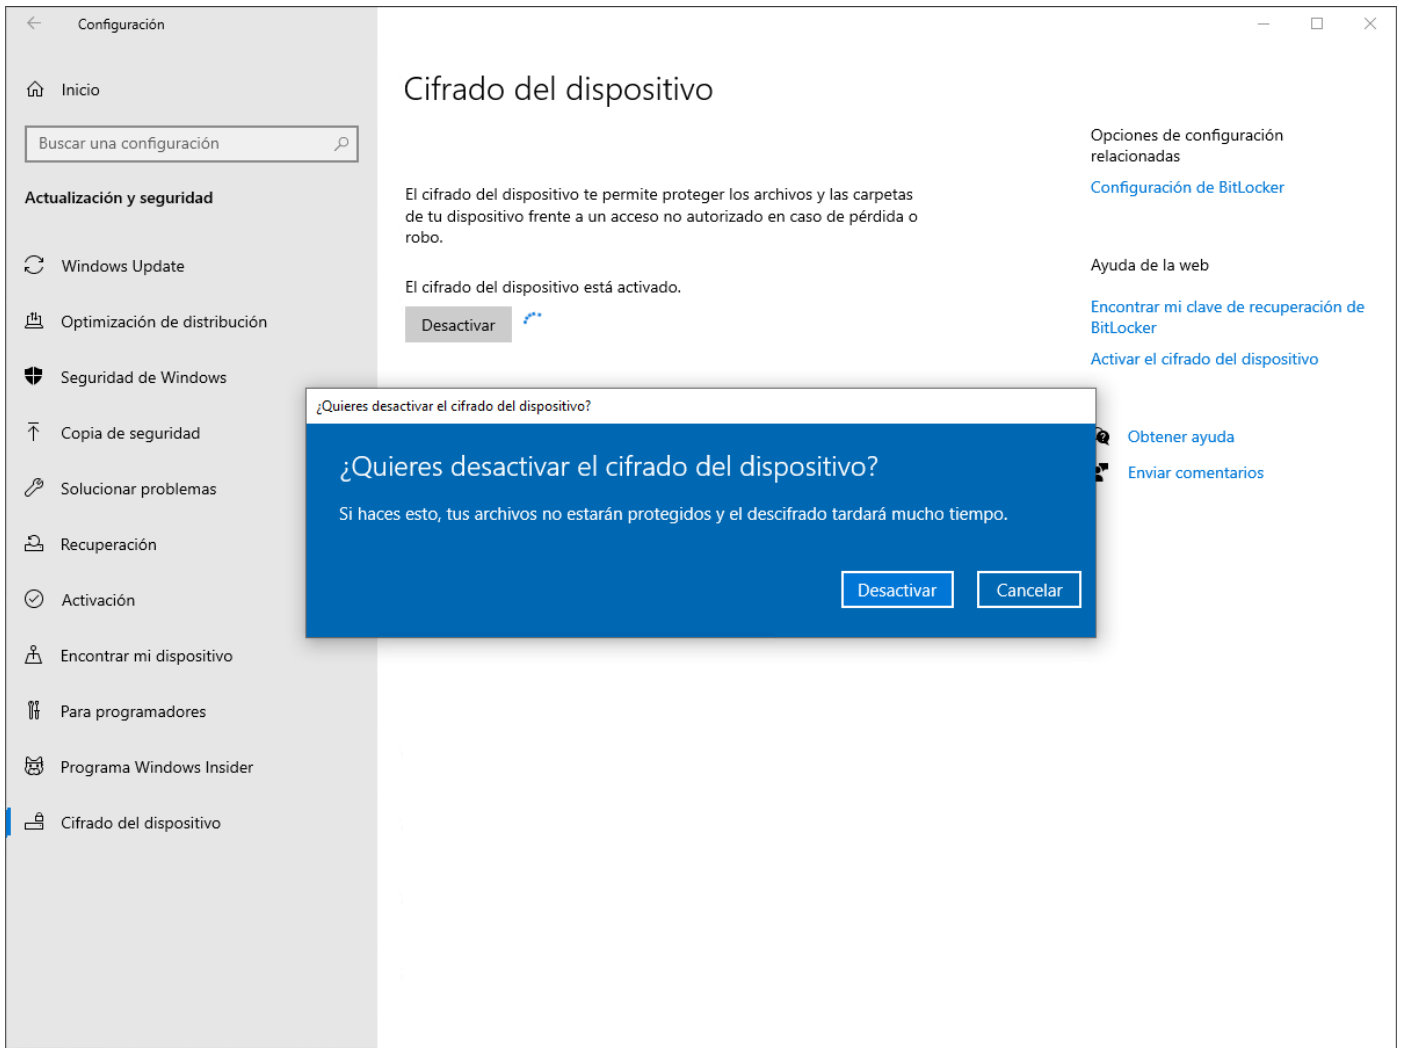 Configuración
Inicio
Buscar una configuración
Actualización y seguridad
Windows Update
Optimización de distribución
Seguridad de Windows
Copia de seguridad
Solucionar problemas
Recuperación
Activación
Encontrar mi dispositivo
Para programadores
Programa Windows Insider
Cifrado del dispositivo
Cifrado del dispositivo
El cifrado del dispositivo te permite proteger los archivos y las carpetas
de tu dispositivo frente a un acceso no autorizado en caso de pérdida o
robo.
El cifrado del dispositivo está activado.
Desactivar
¿Quieres desactivar el cifrado del dispositivo?
¿Quieres desactivar el cifrado del dispositivo?
Si haces esto, tus archivos no estarán protegidos y el descifrado tardará mucho tiempo.
Desactivar
Cancelar
Opciones de configuración
relacionadas
Configuración de BitLocker
Ayuda de la web
Encontrar mi clave de recuperación de
BitLocker
Activar el cifrado del dispositivo
Obtener ayuda
Enviar comentarios